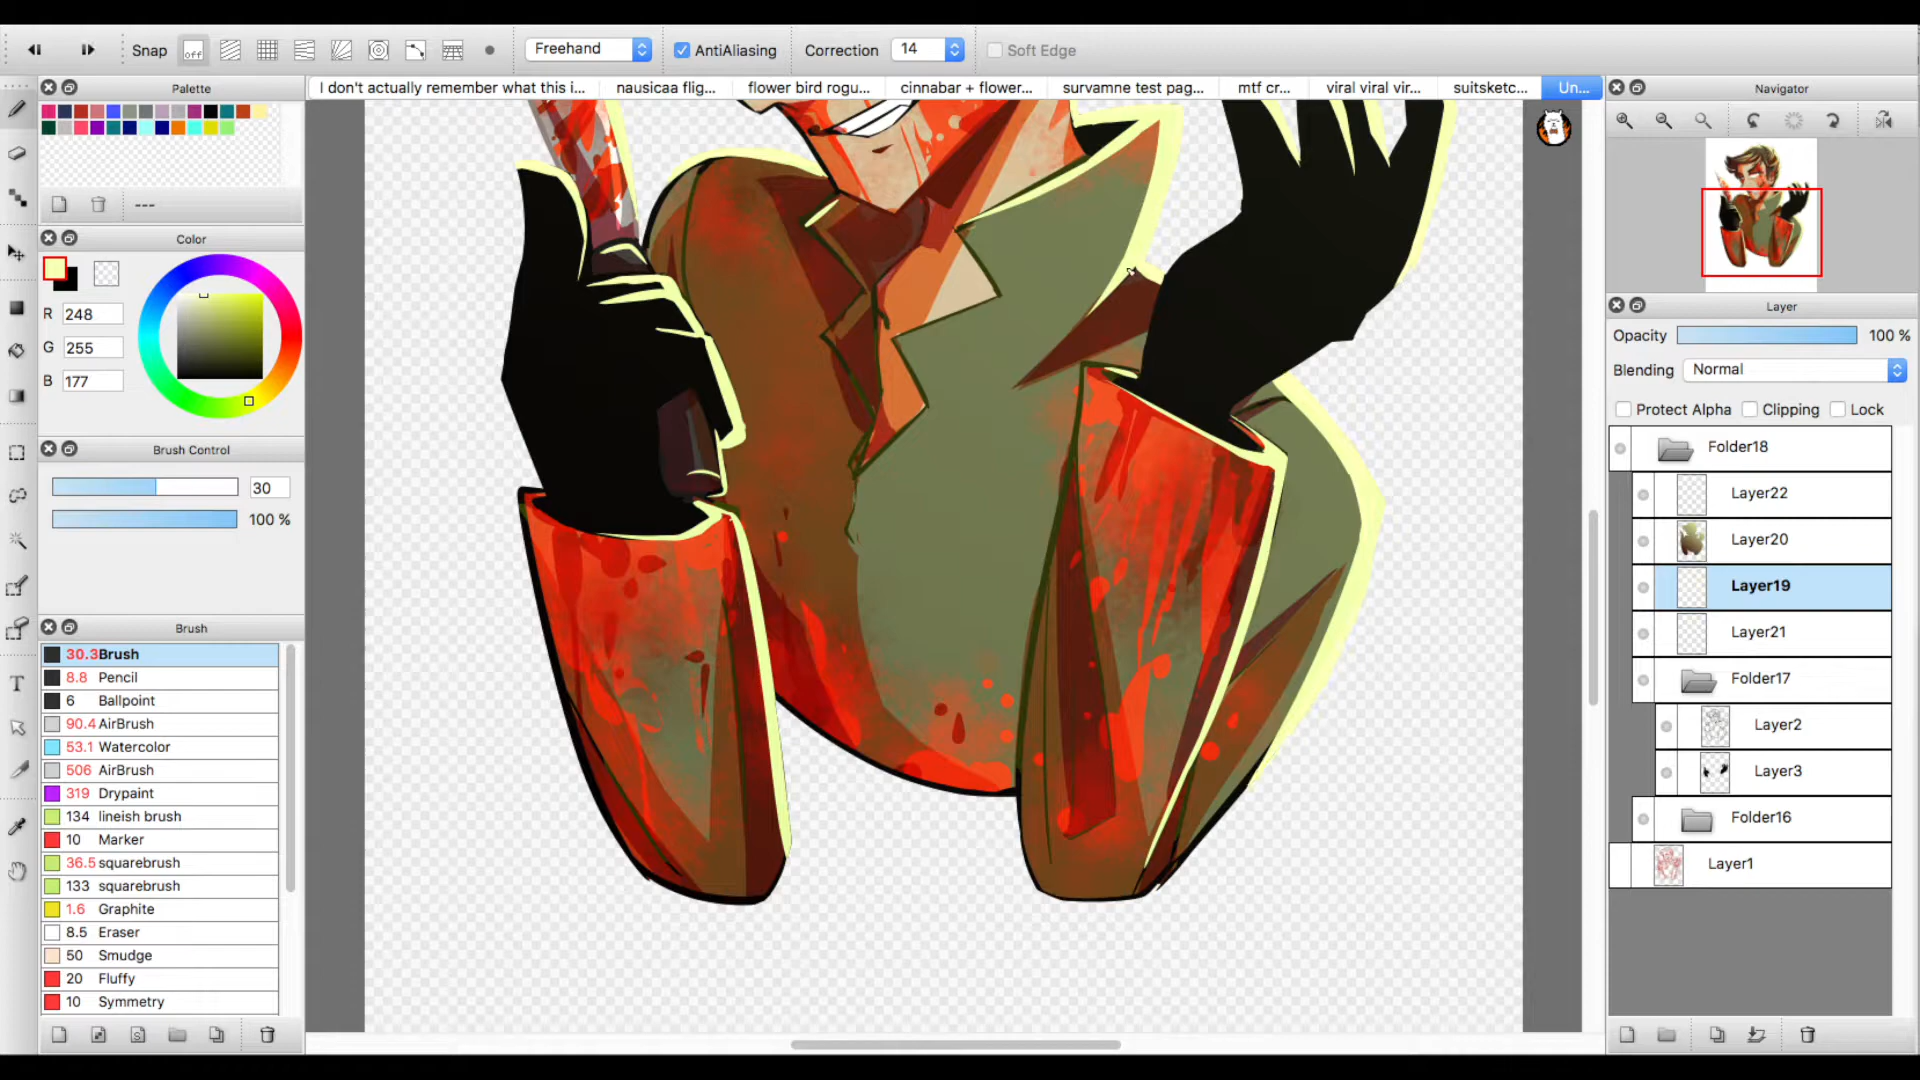 Snap off Freehand AntiAliasing Correction 14 Soft Edge
Palette
---
Color
R 248
G 255
B 177
Brush Control
30
100 %
Brush
30.3 Brush
8.8 Pencil
6 Ballpoint
90.4 AirBrush
53.1 Watercolor
506 AirBrush
319 Drypaint
134 lineish brush
10 Marker
36.5 squarebrush
133 squarebrush
1.6 Graphite
8.5 Eraser
50 Smudge
20 Fluffy
10 Symmetry
I don't actually remember what this i... nausicaa flig... flower bird rogu... cinnabar + flower... survamne test pag... mtf cr... viral viral vir... suitsketc... Un...
Navigator
Layer
Opacity 100 %
Blending Normal
Protect Alpha Clipping Lock
Folder18
Layer22
Layer20
Layer19
Layer21
Folder17
Layer2
Layer3
Folder16
Layer1
S
T